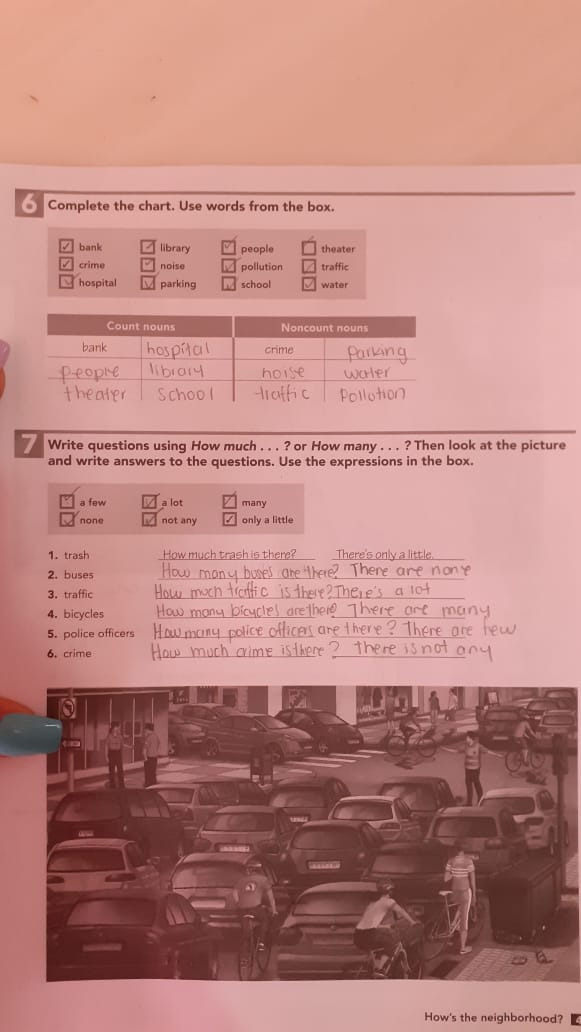 6 Complete the chart. Use words from the box.
bank library people theater
crime noise pollution traffic
hospital parking school water
Count nouns Noncount nouns
bank hospital crime parking
people library noise water
theater school traffic Pollution
7 Write questions using How much . . . ? or How many . . . ? Then look at the picture
and write answers to the questions. Use the expressions in the box.
a few a lot many
none not any only a little
1. trash How much trash is there? There's only a little.
2. buses How many buses are there? There are none
3. traffic How much traffic is there? There's a lot
4. bicycles How many bicycles are there? There are many
5. police officers How many police officers are there? There are few
6. crime How much crime is there? there is not any
How's the neighborhood?